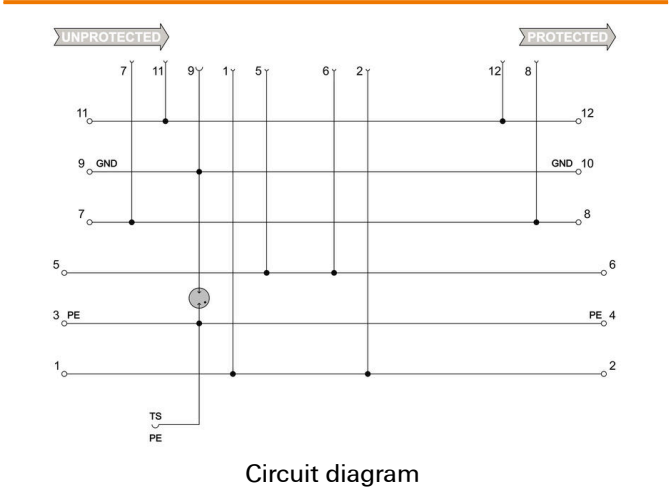 UNPROTECTED PROTECTED
7 11 9 1 5 6 2 12 8
11 12
9 GND GND 10
7 8
5 6
3 PE PE 4
1 2
TS
PE
Circuit diagram